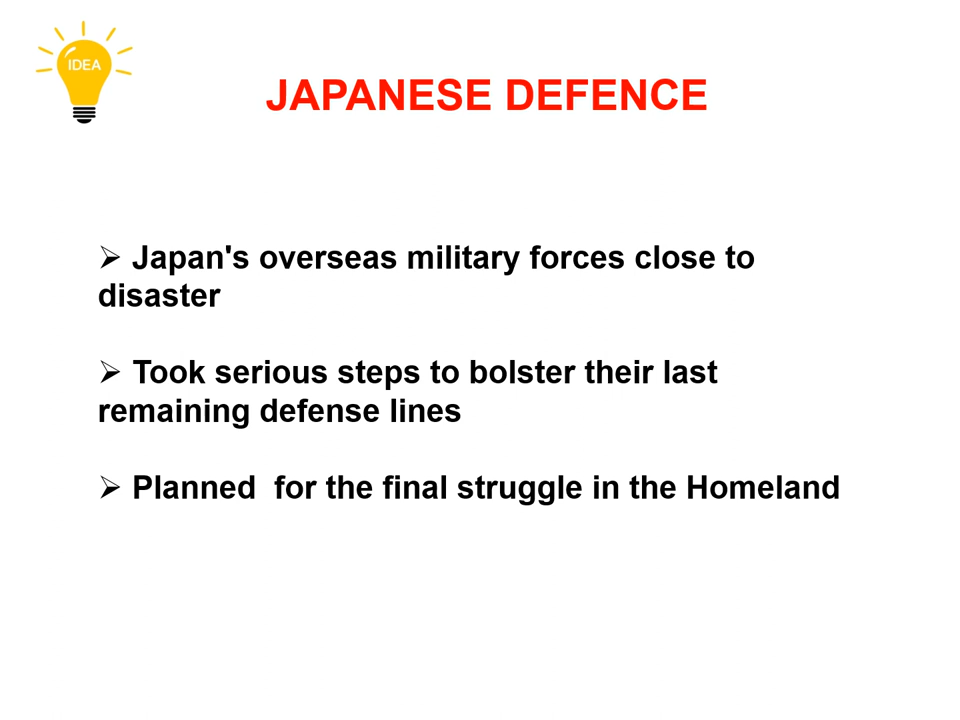 IDEA
JAPANESE DEFENCE
➢ Japan's overseas military forces close to
disaster
➢ Took serious steps to bolster their last
remaining defense lines
➢ Planned  for the final struggle in the Homeland